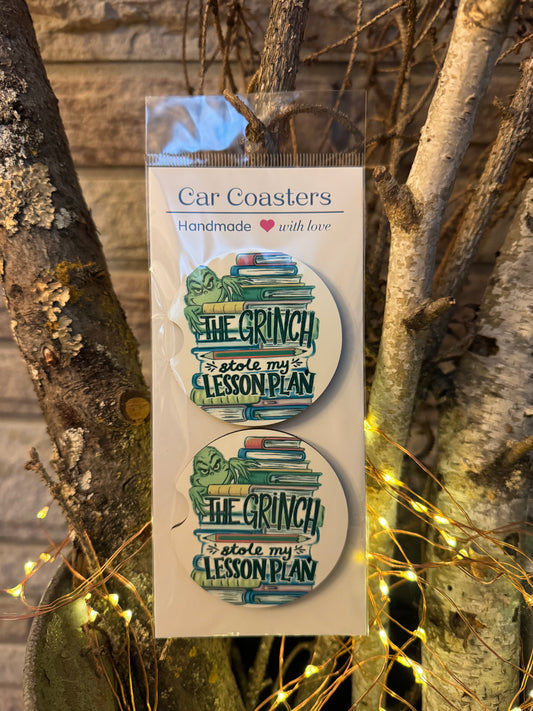 Car Coasters
Handmade ❤ with love
THE GRINCH
stole my
LESSON PLAN
THE GRINCH
stole my
LESSON PLAN